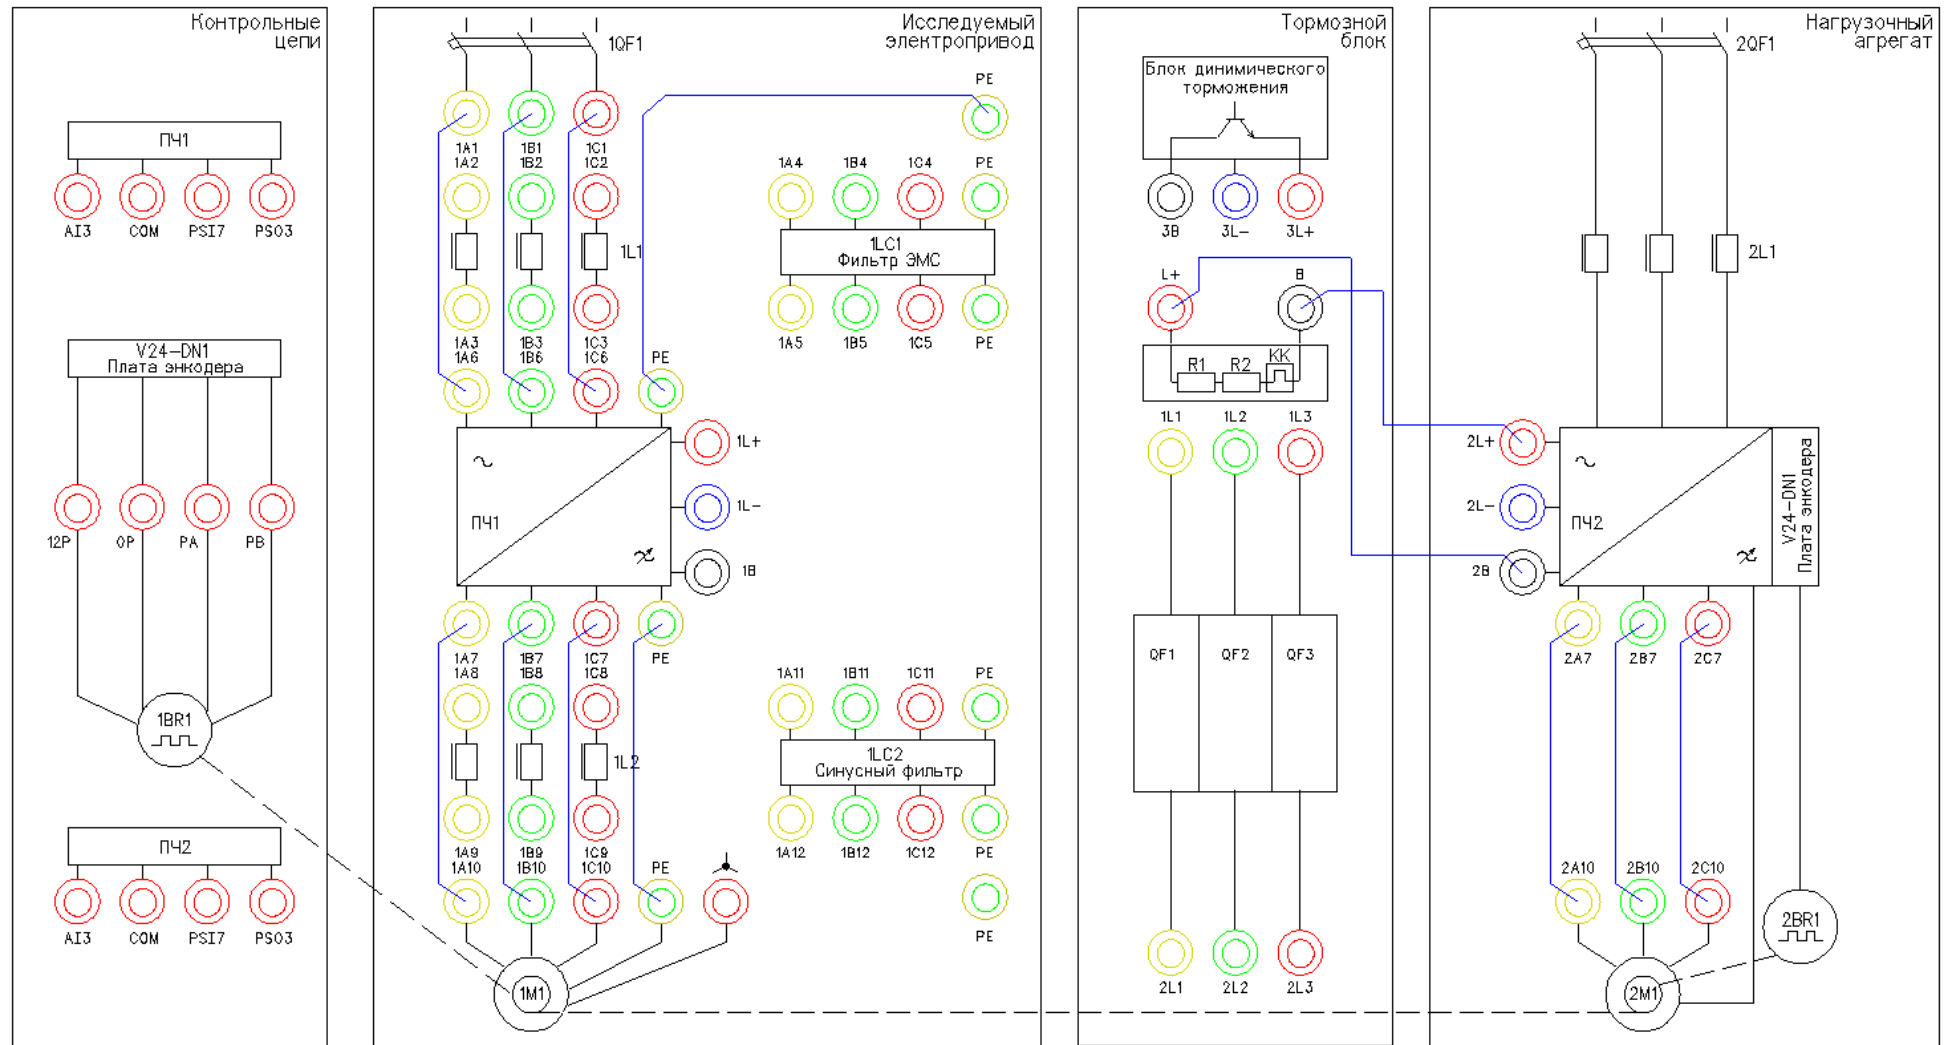 Контрольные
цепи
ПЧ1
AI3 COM PSI7 PSO3
V24-DN1
Плата энкодера
12P 0P PA PB
1BR1
ПЧ2
AI3 COM PSI7 PSO3
Исследуемый
электропривод
1QF1
PE
1A1 1B1 1C1
1A2 1B2 1C2
1A4 1B4 1C4 PE
1L1
1LC1
Фильтр ЭМС
1A3 1B3 1C3
1A6 1B6 1C6 PE
1A5 1B5 1C5 PE
1L+
ПЧ1
1L-
1B
1A7 1B7 1C7 PE
1A8 1B8 1C8
1A11 1B11 1C11 PE
1L2
1LC2
Синусный фильтр
1A9 1B9 1C9
1A10 1B10 1C10 PE
1A12 1B12 1C12 PE
PE
1M1
Тормозной
блок
Блок динимического
торможения
3B 3L- 3L+
L+ B
R1 R2 KK
1L1 1L2 1L3
QF1 QF2 QF3
2L1 2L2 2L3
Нагрузочный
агрегат
2QF1
2L1
2L+
2L-
ПЧ2
2B
V24-DN1
Плата энкодера
2A7 2B7 2C7
2A10 2B10 2C10
2BR1
2M1